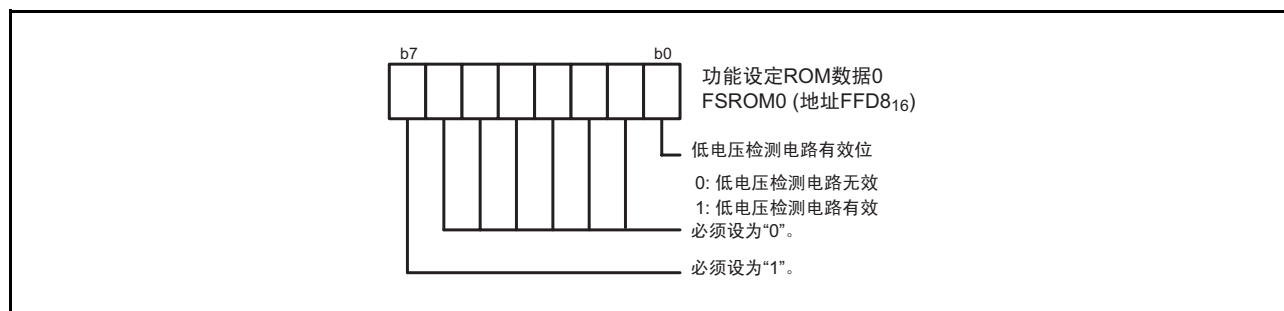 b7 b0
功能设定ROM数据0
FSROM0 (地址FFD8₁₆)
低电压检测电路有效位
0: 低电压检测电路无效
1: 低电压检测电路有效
必须设为“0”。
必须设为“1”。